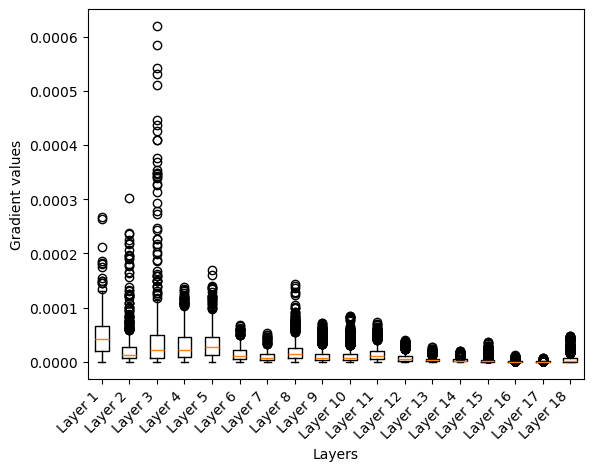 0.0006
0.0005
0.0004
0.0003
0.0002
0.0001
0.0000
Gradient values
Layer 1
Layer 2
Layer 3
Layer 4
Layer 5
Layer 6
Layer 7
Layer 8
Layer 9
Layer 10
Layer 11
Layer 12
Layer 13
Layer 14
Layer 15
Layer 16
Layer 17
Layer 18
Layers